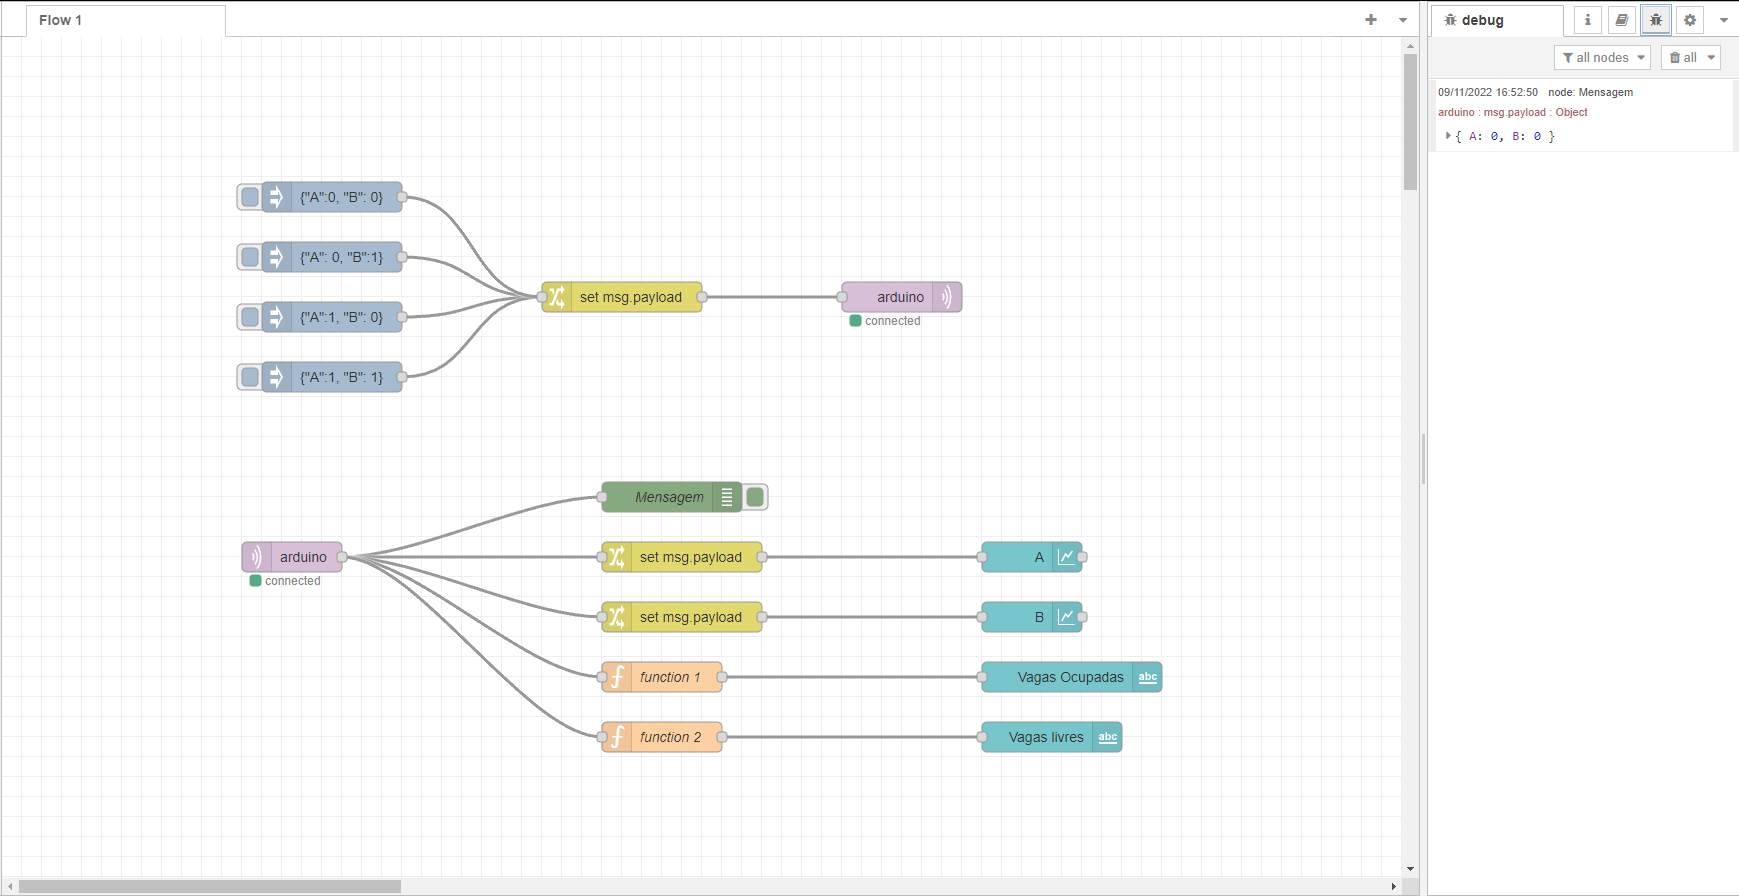 Flow 1
debug
i
all nodes
all
09/11/2022 16:52:50 node: Mensagem
arduino : msg.payload : Object
{ A: 0, B: 0 }
{"A":0, "B": 0}
{"A": 0, "B":1}
{"A":1, "B": 0}
{"A":1, "B": 1}
set msg.payload
arduino
connected
Mensagem
arduino
connected
set msg.payload
A
set msg.payload
B
function 1
Vagas Ocupadas
abc
function 2
Vagas livres
abc